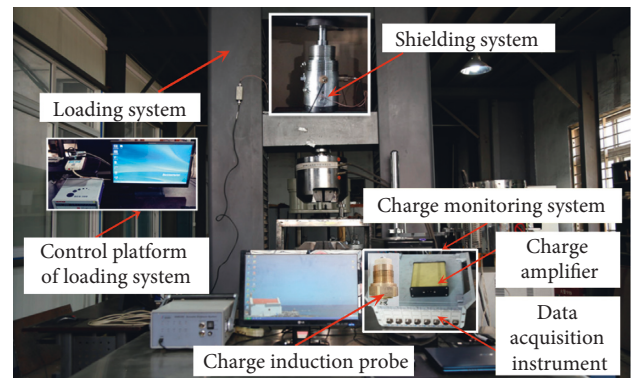 Shielding system
Loading system
Charge monitoring system
Control platform
of loading system
Charge
amplifier
Data
acquisition
instrument
Charge induction probe